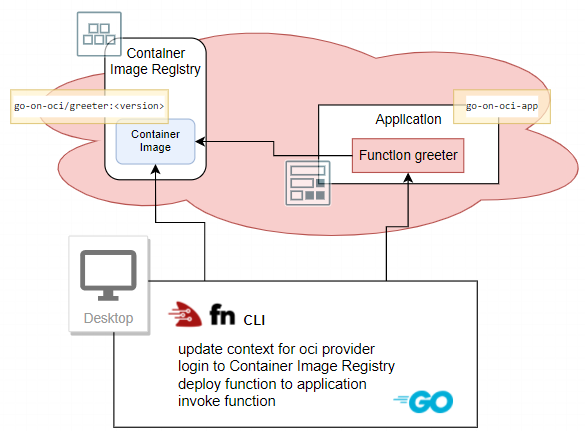 Container
Image Registry
go-on-oci/greeter:<version>
go-on-oci-app
Container
Image
Application
Function greeter
Desktop
fn CLI
update context for oci provider
login to Container Image Registry
deploy function to application
invoke function
GO